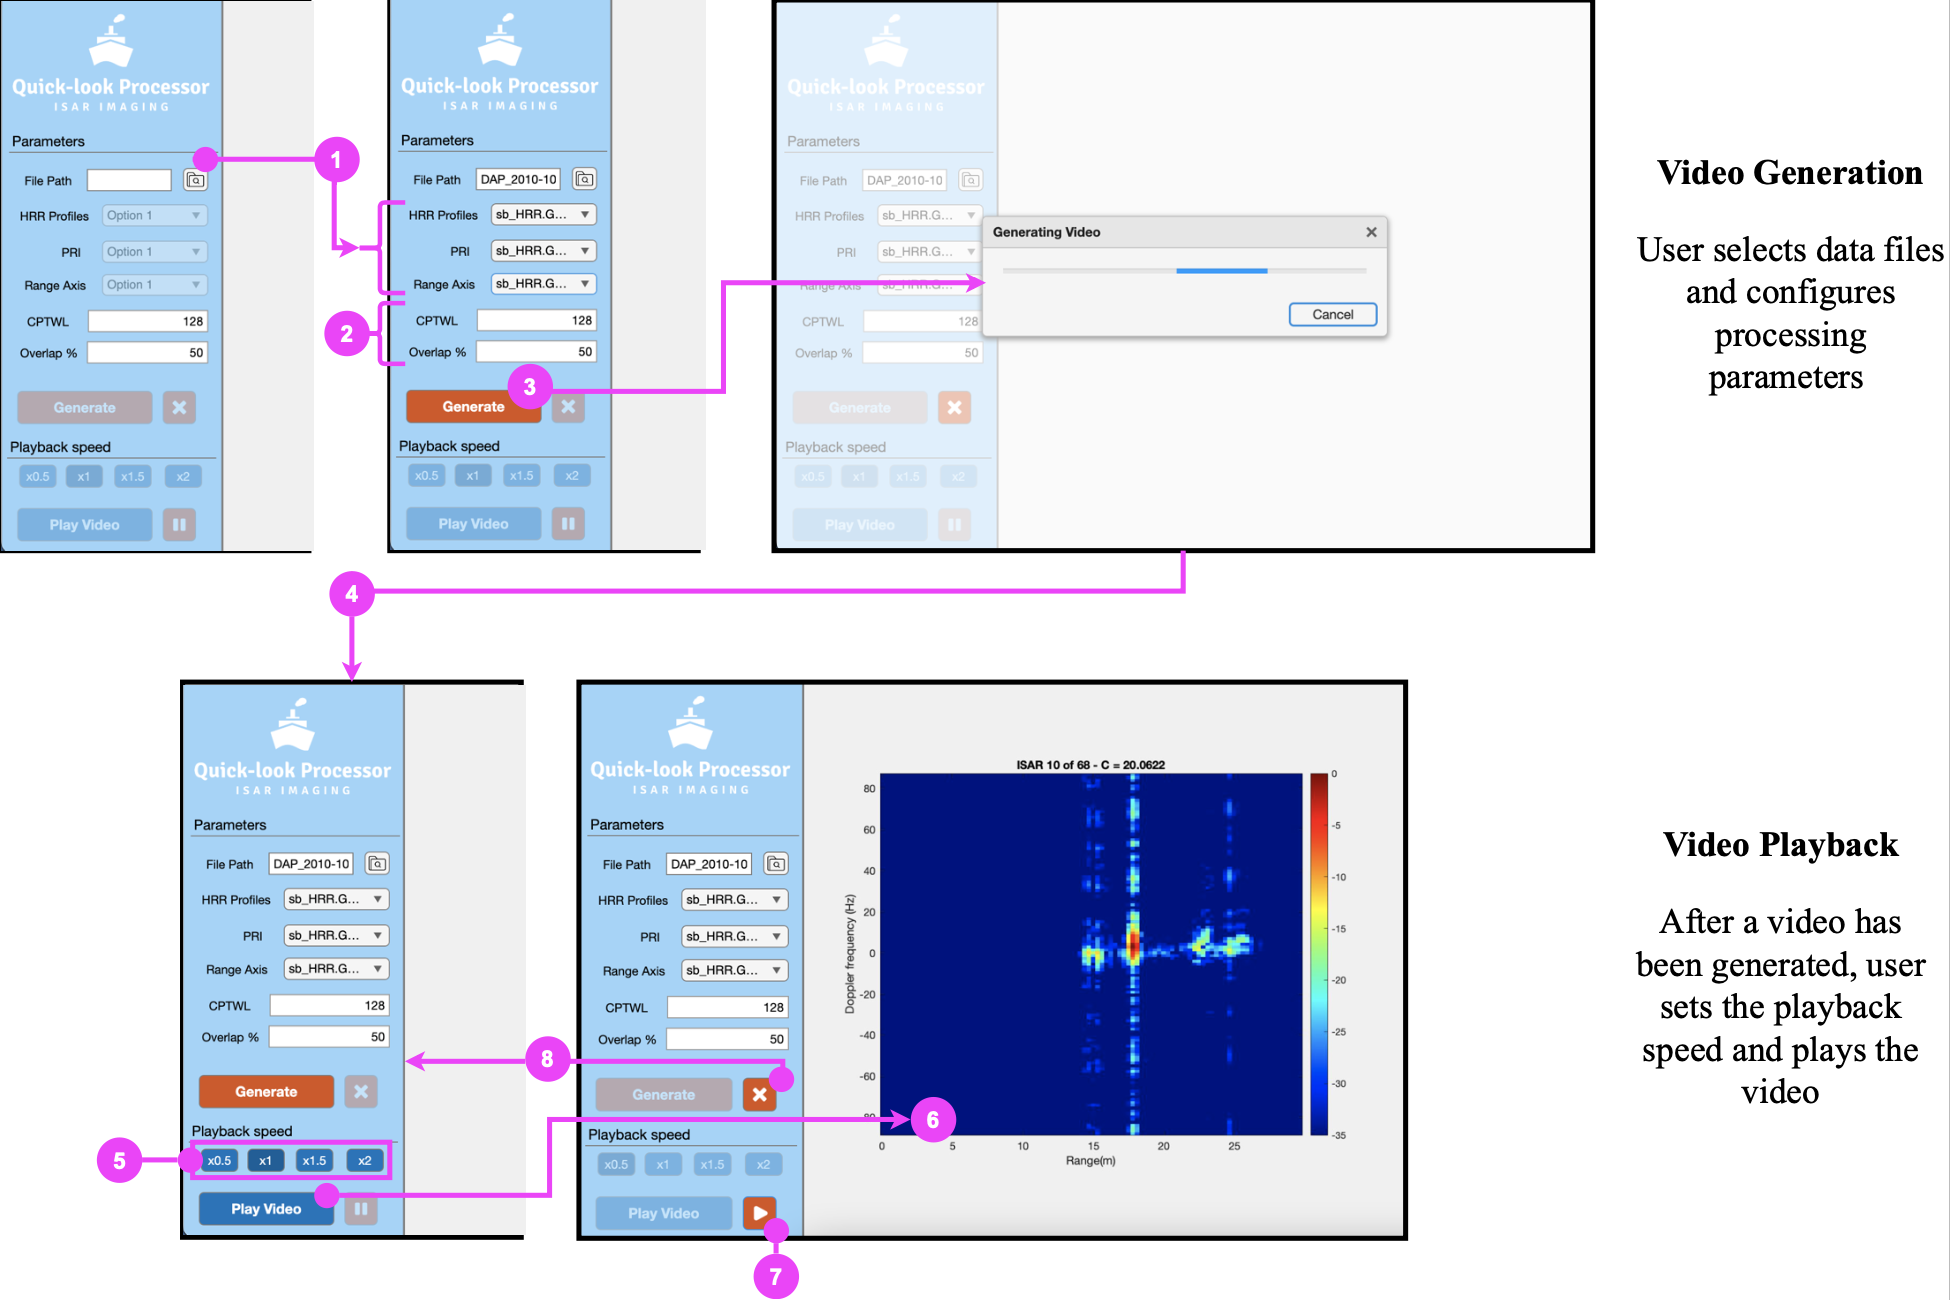 Quick-look Processor
ISAR IMAGING
Parameters
File Path
HRR Profiles Option 1
PRI Option 1
Range Axis Option 1
CPTWL 128
Overlap % 50
Generate
Playback speed
x0.5 x1 x1.5 x2
Play Video
1
2
Quick-look Processor
ISAR IMAGING
Parameters
File Path DAP_2010-10
HRR Profiles sb_HRR.G...
PRI sb_HRR.G...
Range Axis sb_HRR.G...
CPTWL 128
Overlap % 50
3
Generate
Playback speed
x0.5 x1 x1.5 x2
Play Video
Quick-look Processor
ISAR IMAGING
Parameters
File Path DAP_2010-10
HRR Profiles sb_HRR.G...
PRI sb_HRR.G...
Range Axis sb_HRR.G...
CPTWL 128
Overlap % 50
Generate
Playback speed
x0.5 x1 x1.5 x2
Play Video
Generating Video
Cancel
Video Generation
User selects data files
and configures
processing
parameters
4
Quick-look Processor
ISAR IMAGING
Parameters
File Path DAP_2010-10
HRR Profiles sb_HRR.G...
PRI sb_HRR.G...
Range Axis sb_HRR.G...
CPTWL 128
Overlap % 50
Generate
Playback speed
5
x0.5 x1 x1.5 x2
Play Video
8
Quick-look Processor
ISAR IMAGING
Parameters
File Path DAP_2010-10
HRR Profiles sb_HRR.G...
PRI sb_HRR.G...
Range Axis sb_HRR.G...
CPTWL 128
Overlap % 50
Generate
Playback speed
x0.5 x1 x1.5 x2
Play Video
7
6
ISAR 10 of 68 - C = 20.0622
Doppler frequency (Hz)
80
60
40
20
0
-20
-40
-60
-80
0 5 10 15 20 25
Range(m)
0
-5
-10
-15
-20
-25
-30
-35
Video Playback
After a video has
been generated, user
sets the playback
speed and plays the
video